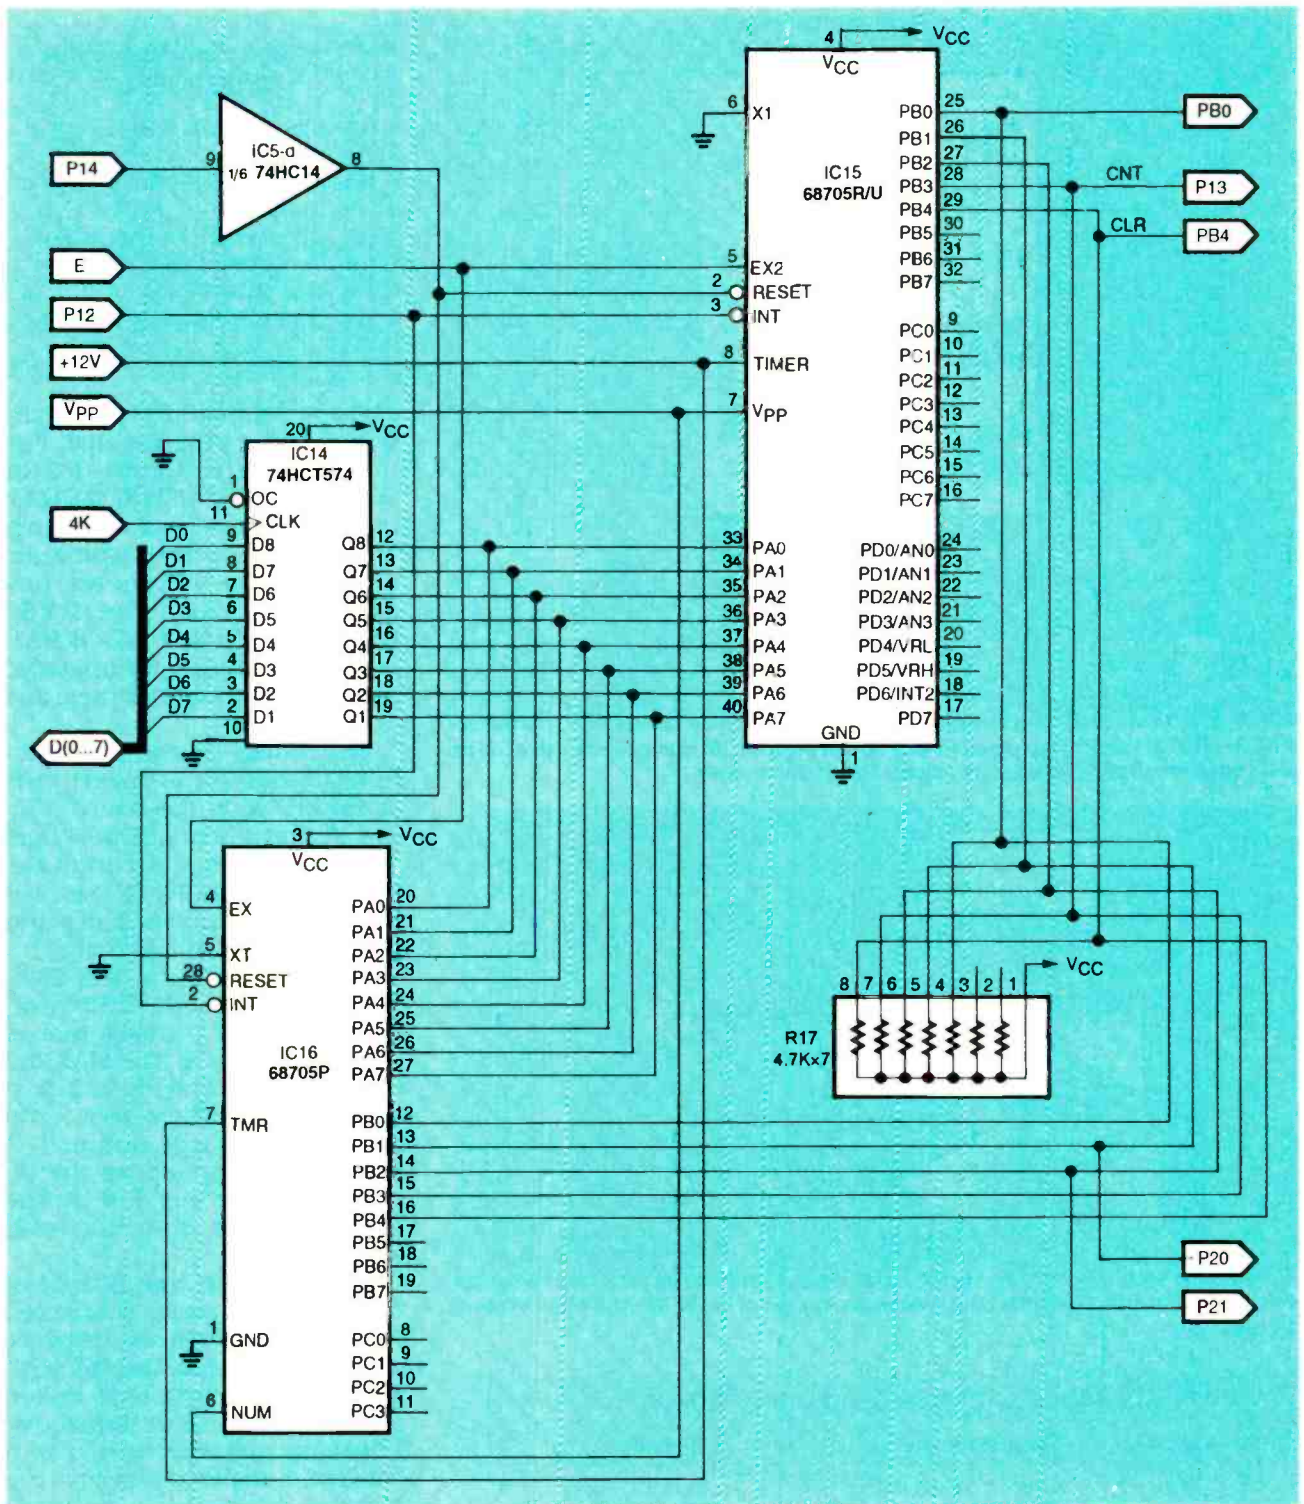 4 VCC
VCC
6 X1
PB0 25
PB0
PB1 26
P14
9
IC5-d
1/6 74HC14
8
PB2 27
IC15
68705R/U
PB3 28
CNT
P13
PB4 29
CLR
PB4
PB5 30
PB6 31
PB7 32
E
5 EX2
2 RESET
P12
3 INT
PC0 9
PC1 10
PC2 11
PC3 12
PC4 13
PC5 14
PC6 15
PC7 16
+12V
8 TIMER
VPP
7 VPP
20 VCC
IC14
74HCT574
1 OC
4K
11 CLK
D0 9 D8 Q8 12
33 PA0 PD0/AN0 24
D1 8 D7 Q7 13
34 PA1 PD1/AN1 23
D2 7 D6 Q6 14
35 PA2 PD2/AN2 22
D3 6 D5 Q5 15
36 PA3 PD3/AN3 21
D4 5 D4 Q4 16
37 PA4 PD4/VRL 20
D5 4 D3 Q3 17
38 PA5 PD5/VRH 19
D6 3 D2 Q2 18
39 PA6 PD6/INT2 18
D7 2 D1 Q1 19
40 PA7 PD7 17
10
D(0...7)
GND
1
3 VCC
VCC
4 EX PA0 20
PA1 21
5 XT PA2 22
28 RESET PA3 23
2 INT PA4 24
PA5 25
IC16
68705P
PA6 26
PA7 27
VCC
8 7 6 5 4 3 2 1
R17
4.7K×7
7 TMR PB0 12
PB1 13
PB2 14
PB3 15
PB4 16
PB5 17
PB6 18
PB7 19
P20
P21
1 GND PC0 8
PC1 9
PC2 10
6 NUM PC3 11